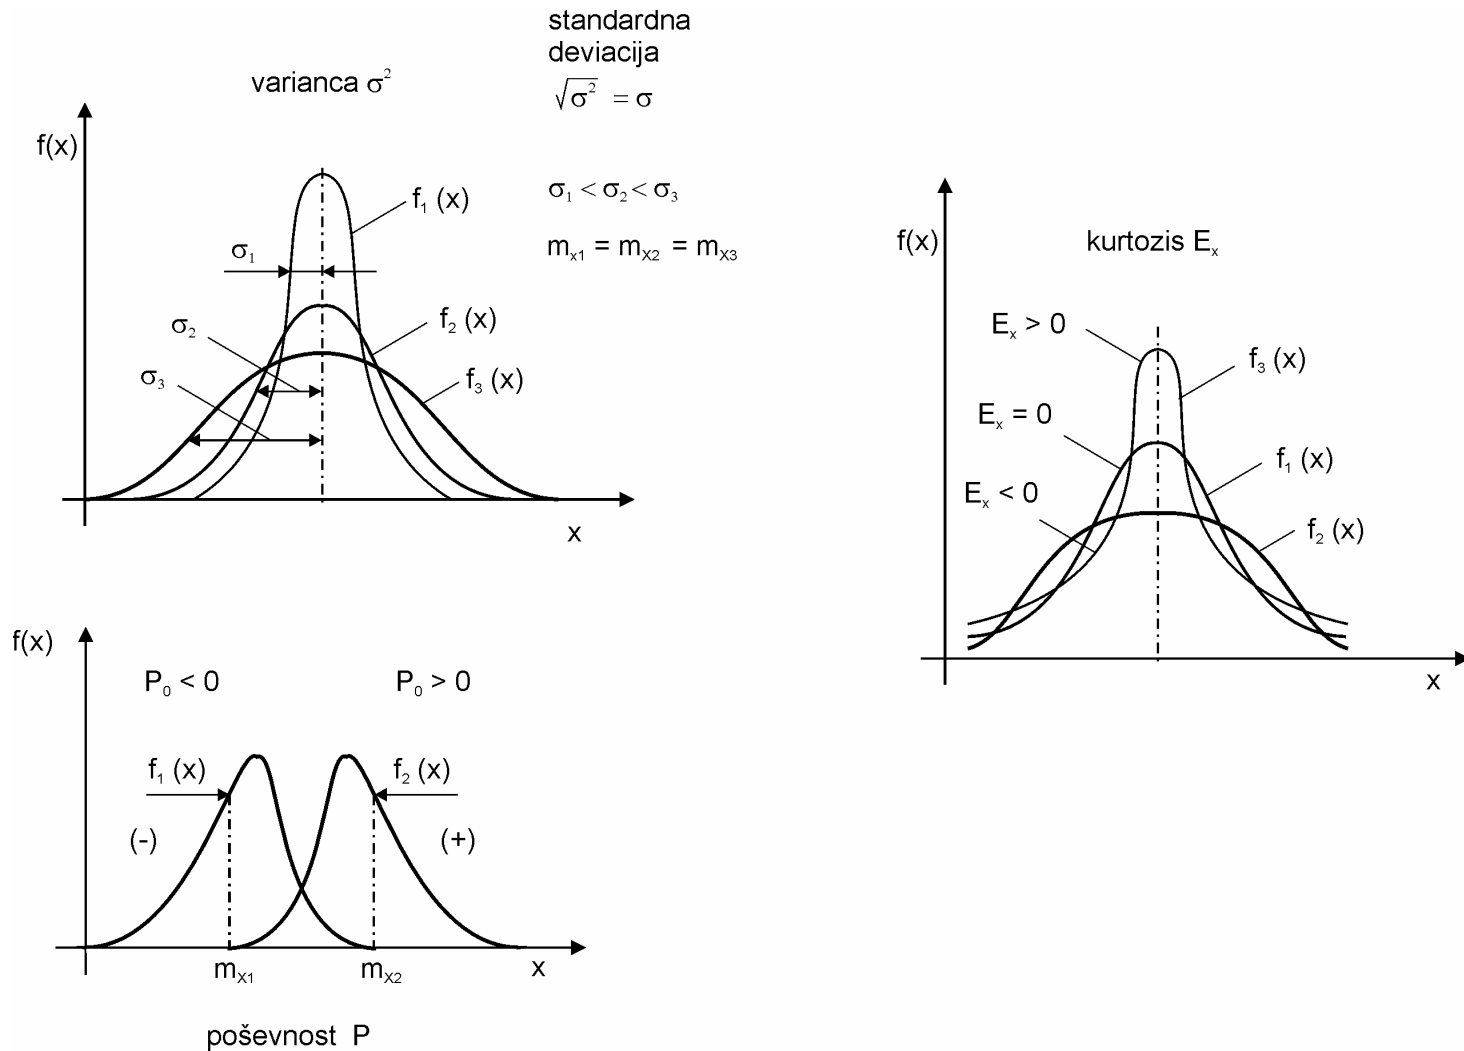 standardna
deviacija
√σ² = σ
varianca σ²
f(x)
f₁ (x)
σ₁ < σ₂ < σ₃
mₓ₁ = m_X2 = m_X3
σ₁
σ₂
f₂ (x)
σ₃
f₃ (x)
x
f(x)
kurtozis Eₓ
Eₓ > 0
f₃ (x)
Eₓ = 0
f₁ (x)
Eₓ < 0
f₂ (x)
x
f(x)
P₀ < 0
P₀ > 0
f₁ (x)
f₂ (x)
(-)
(+)
m_X1
m_X2
x
poševnost P